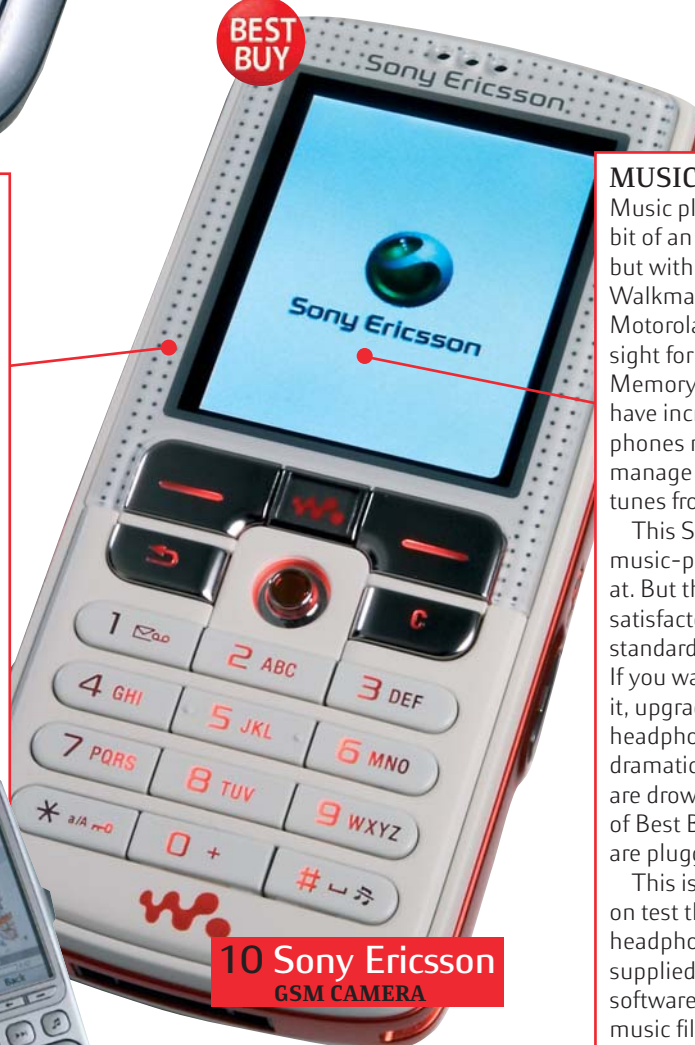 BEST
BUY
Sony Ericsson
Sony Ericsson
C
1
2 ABC
3 DEF
4 GHI
5 JKL
6 MNO
7 PQRS
8 TUV
9 WXYZ
* a/A
0 +
#
Back
10 Sony Ericsson
GSM CAMERA
MUSIC
Music pl
bit of an
but with
Walkma
Motorola
sight for
Memory
have inc
phones
manage
tunes fro
This S
music-p
at. But th
satisfact
standard
If you wa
it, upgra
headpho
dramatic
are drow
of Best B
are plugg
This is
on test th
headpho
supplied
software
music fil